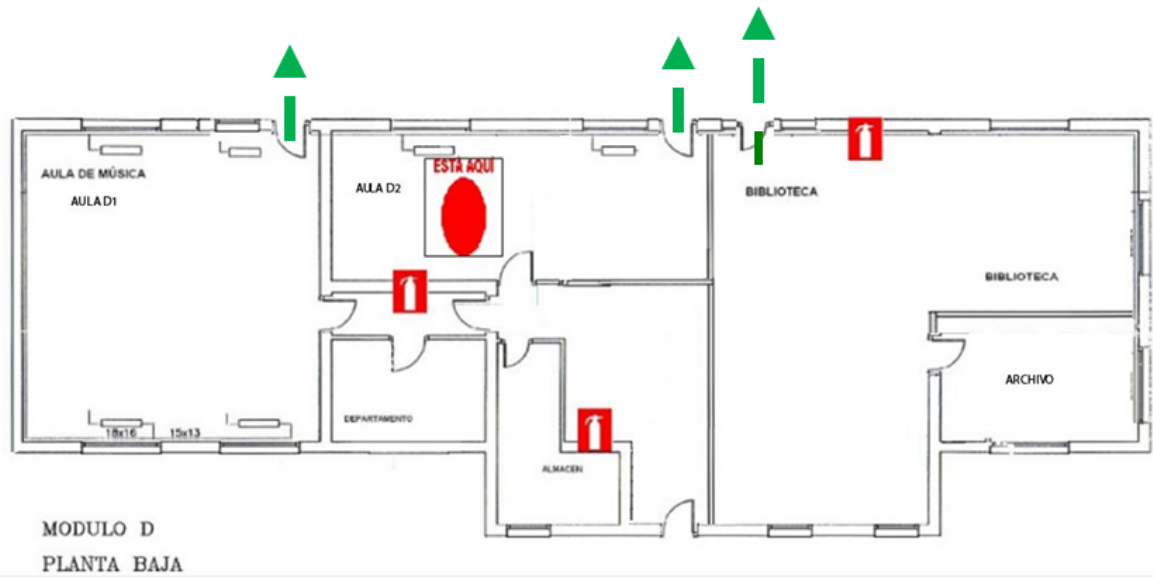 ESTÁ AQUÍ
AULA DE MÚSICA
AULA D1
AULA D2
BIBLIOTECA
BIBLIOTECA
ARCHIVO
DEPARTAMENTO
18x16 15x13
ALMACEN
MODULO D
PLANTA BAJA